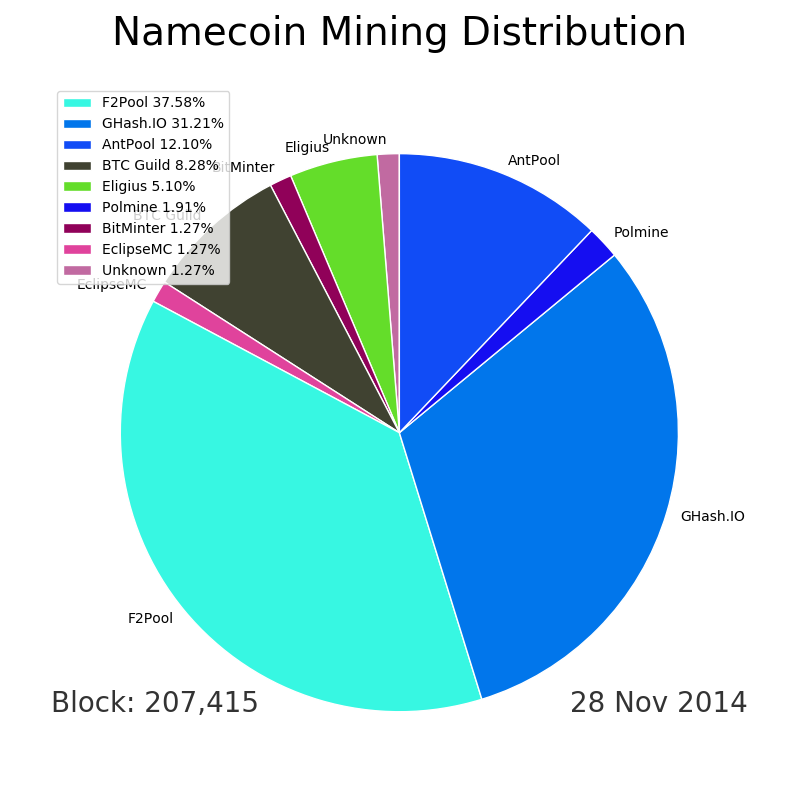 Namecoin Mining Distribution
F2Pool 37.58%
GHash.IO 31.21%
AntPool 12.10%
BTC Guild 8.28%
Eligius 5.10%
Polmine 1.91%
BitMinter 1.27%
EclipseMC 1.27%
Unknown 1.27%
Unknown
Eligius
BitMinter
AntPool
BTC Guild
Polmine
EclipseMC
GHash.IO
F2Pool
Block: 207,415
28 Nov 2014